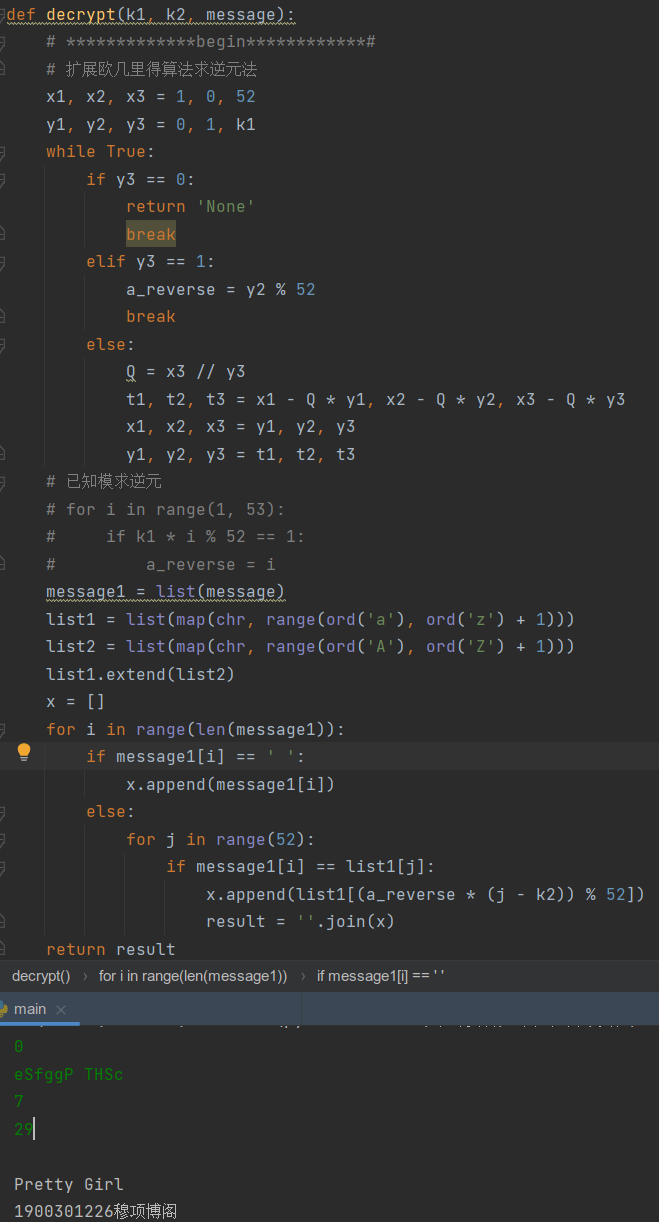 def decrypt(k1, k2, message):
    # *************begin************#
    # 扩展欧几里得算法求逆元法
    x1, x2, x3 = 1, 0, 52
    y1, y2, y3 = 0, 1, k1
    while True:
        if y3 == 0:
            return 'None'
            break
        elif y3 == 1:
            a_reverse = y2 % 52
            break
        else:
            Q = x3 // y3
            t1, t2, t3 = x1 - Q * y1, x2 - Q * y2, x3 - Q * y3
            x1, x2, x3 = y1, y2, y3
            y1, y2, y3 = t1, t2, t3
    # 已知模求逆元
    # for i in range(1, 53):
    #     if k1 * i % 52 == 1:
    #         a_reverse = i
    message1 = list(message)
    list1 = list(map(chr, range(ord('a'), ord('z') + 1)))
    list2 = list(map(chr, range(ord('A'), ord('Z') + 1)))
    list1.extend(list2)
    x = []
    for i in range(len(message1)):
        if message1[i] == ' ':
            x.append(message1[i])
        else:
            for j in range(52):
                if message1[i] == list1[j]:
                    x.append(list1[(a_reverse * (j - k2)) % 52])
                    result = ''.join(x)
    return result
decrypt() › for i in range(len(message1)) › if message1[i] == ' '
main ×
0
eSfggP THSc
7
29
Pretty Girl
1900301226穆项博阁